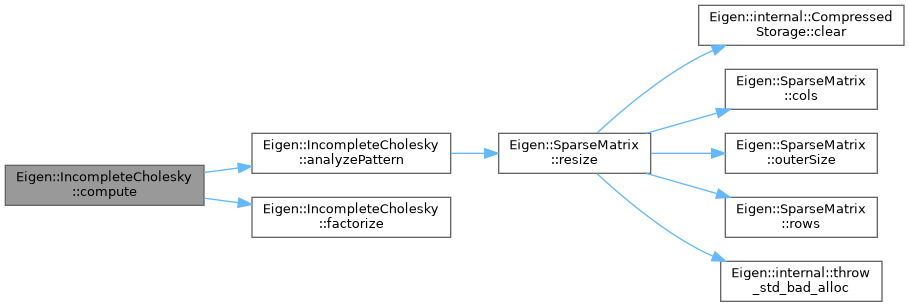 Eigen::IncompleteCholesky
::compute
Eigen::IncompleteCholesky
::analyzePattern
Eigen::IncompleteCholesky
::factorize
Eigen::SparseMatrix
::resize
Eigen::internal::Compressed
Storage::clear
Eigen::SparseMatrix
::cols
Eigen::SparseMatrix
::outerSize
Eigen::SparseMatrix
::rows
Eigen::internal::throw
_std_bad_alloc